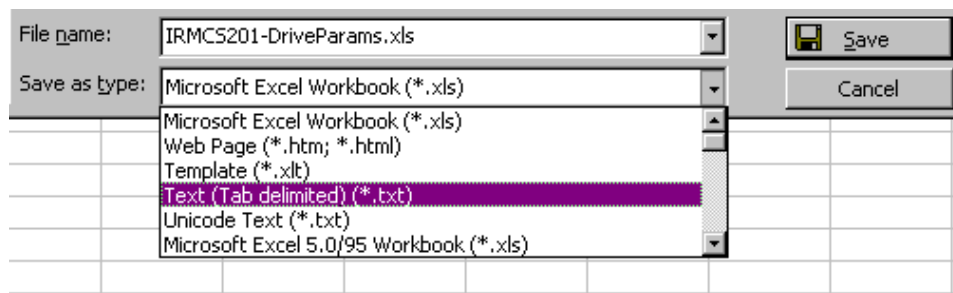 File name: IRMCS201-DriveParams.xls Save
Save as type: Microsoft Excel Workbook (*.xls) Cancel
Microsoft Excel Workbook (*.xls)
Web Page (*.htm; *.html)
Template (*.xlt)
Text (Tab delimited) (*.txt)
Unicode Text (*.txt)
Microsoft Excel 5.0/95 Workbook (*.xls)